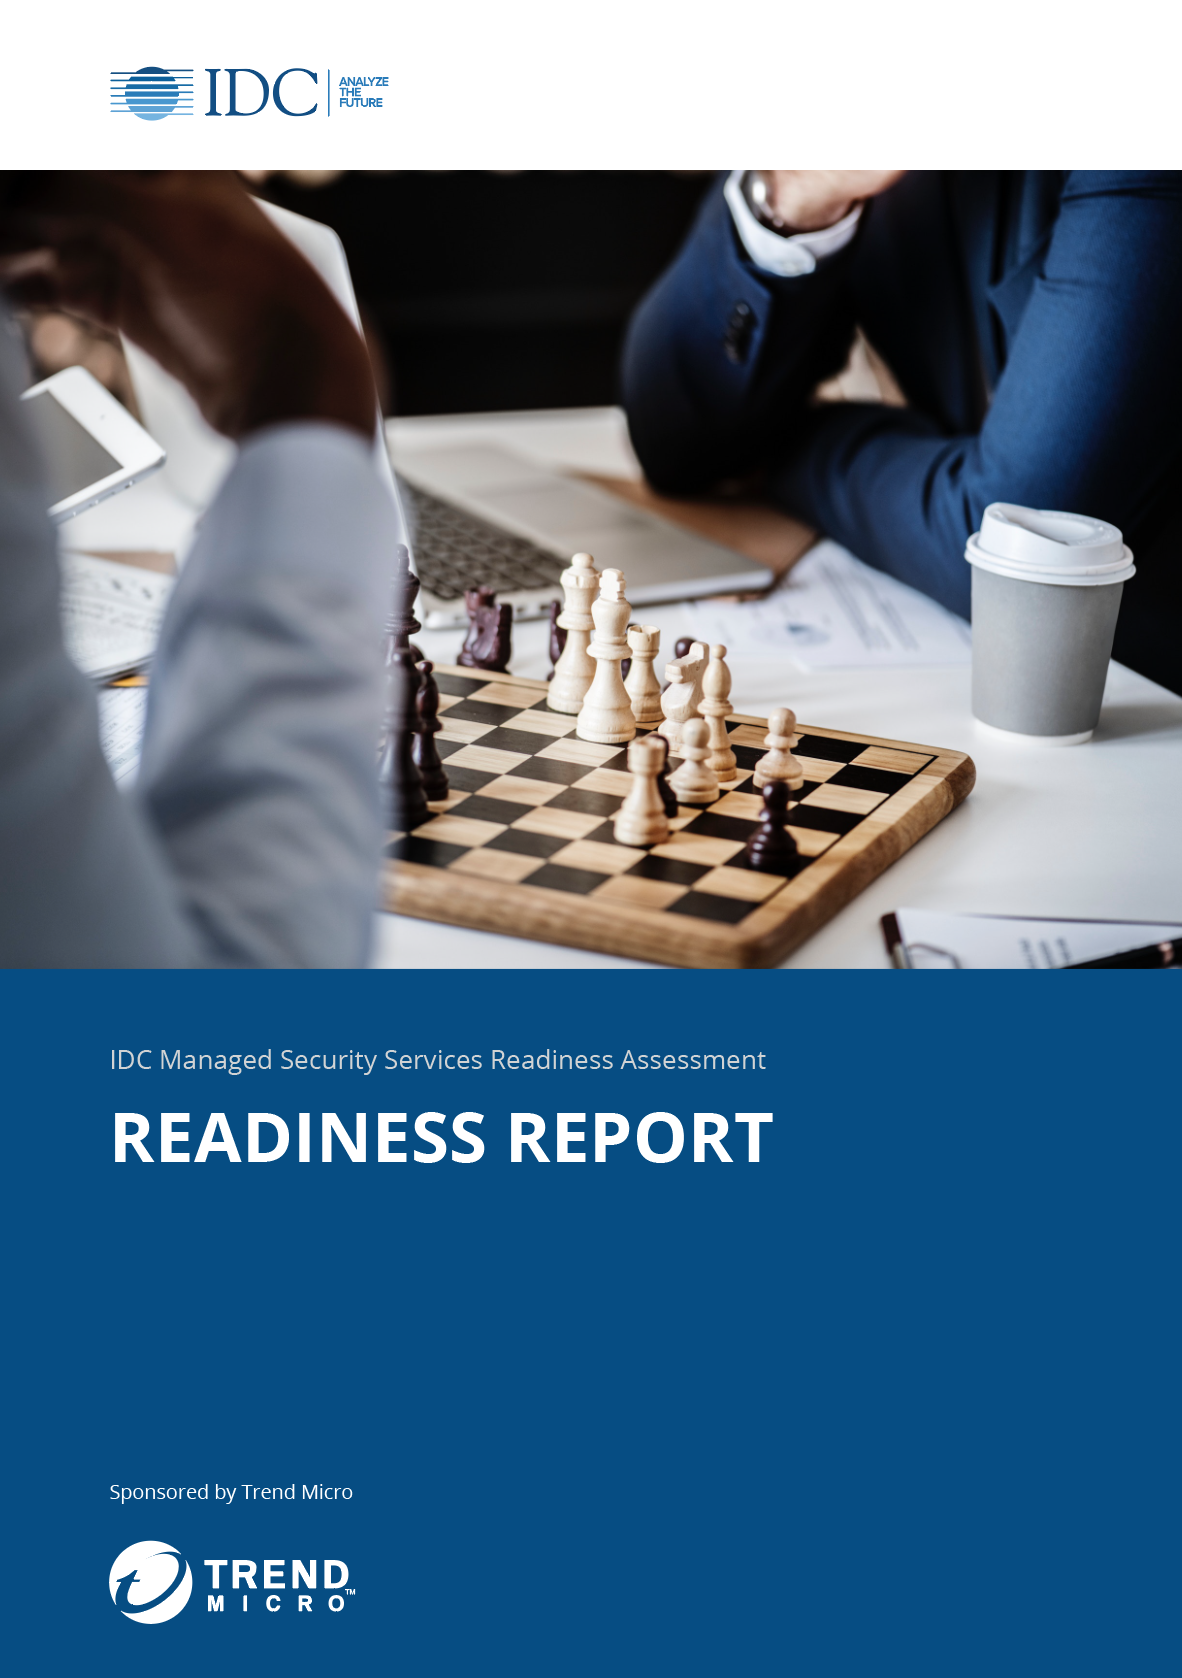 IDC
ANALYZE
THE
FUTURE
IDC Managed Security Services Readiness Assessment
READINESS REPORT
Sponsored by Trend Micro
TREND
MICRO™